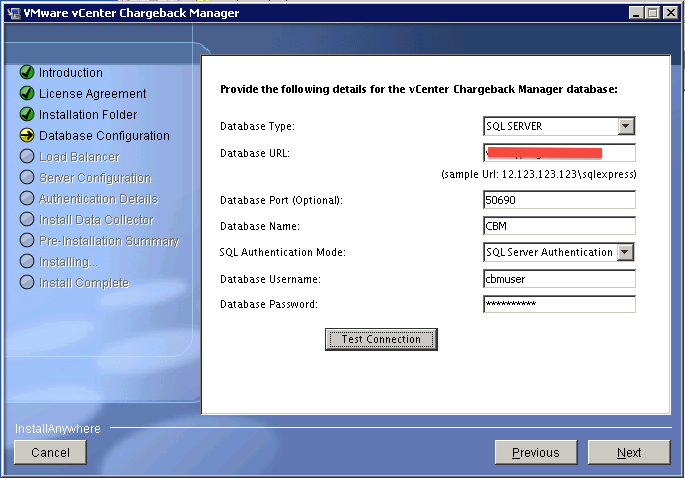 VMware vCenter Chargeback Manager
Introduction
License Agreement
Installation Folder
Database Configuration
Load Balancer
Server Configuration
Authentication Details
Install Data Collector
Pre-Installation Summary
Installing...
Install Complete
Provide the following details for the vCenter Chargeback Manager database:
Database Type: SQL SERVER
Database URL:
(sample Url: 12.123.123.123\sqlexpress)
Database Port (Optional): 50690
Database Name: CBM
SQL Authentication Mode: SQL Server Authentication
Database Username: cbmuser
Database Password: **********
Test Connection
InstallAnywhere
Cancel Previous Next